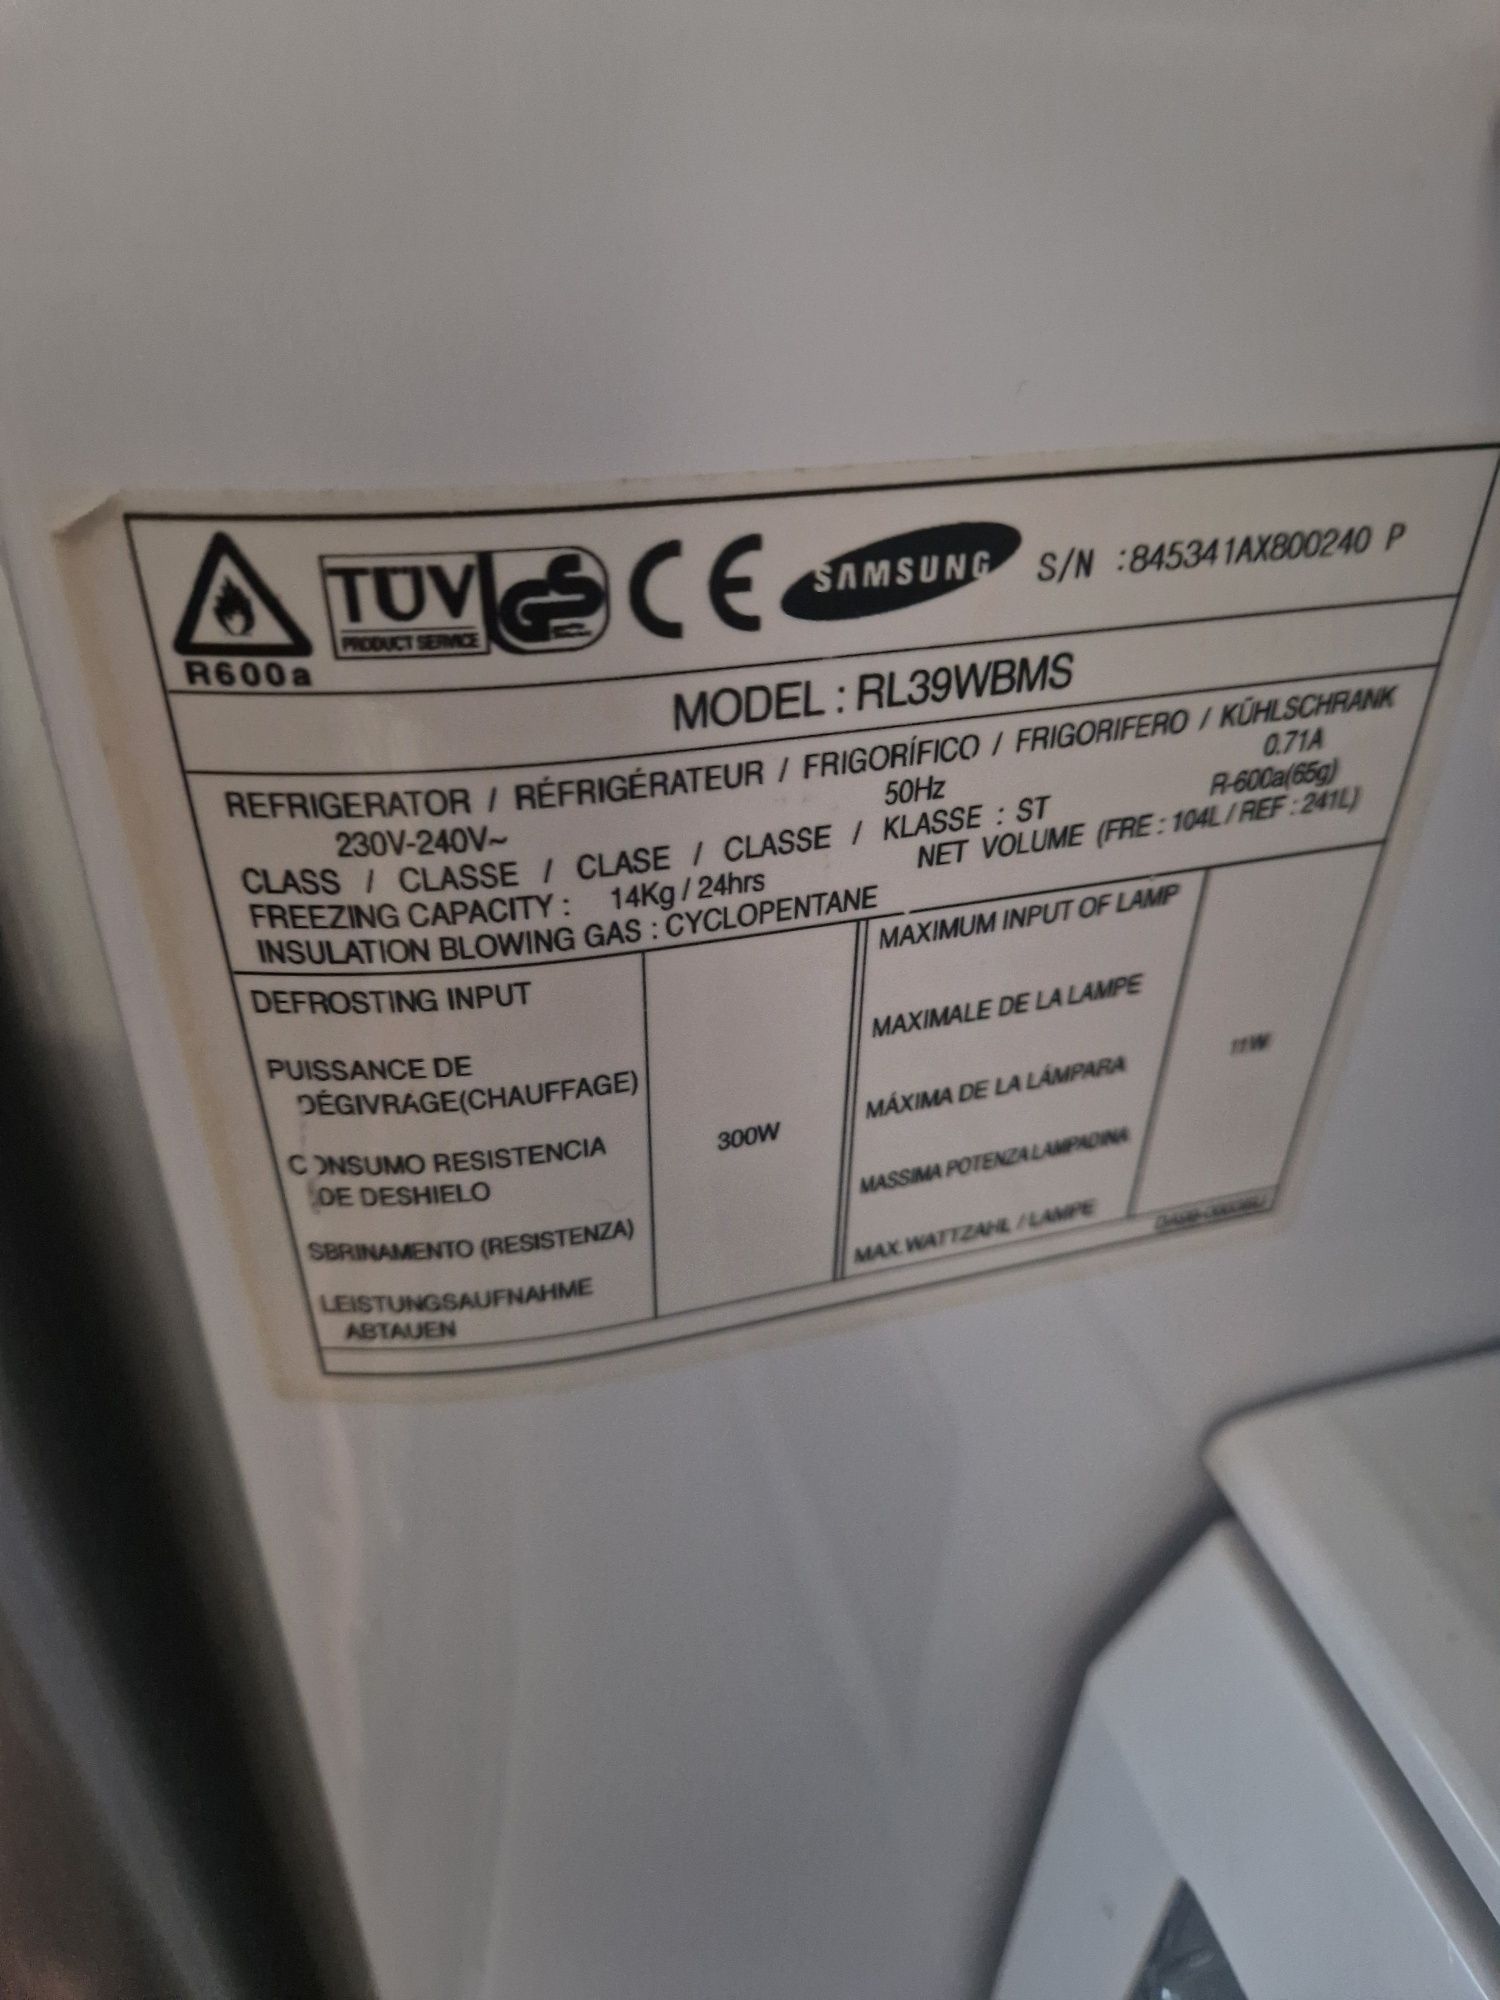 R600a
TÜV
PRODUCT SERVICE
GS
CE
SAMSUNG
S/N :845341AX800240 P
MODEL : RL39WBMS
REFRIGERATOR / RÉFRIGÉRATEUR / FRIGORÍFICO / FRIGORIFERO / KÜHLSCHRANK
230V-240V~ 50Hz 0.71A
CLASS / CLASSE / CLASE / CLASSE / KLASSE : ST R-600a(65g)
FREEZING CAPACITY : 14Kg / 24hrs NET VOLUME (FRE : 104L / REF : 241L)
INSULATION BLOWING GAS : CYCLOPENTANE
DEFROSTING INPUT
PUISSANCE DE
DÉGIVRAGE(CHAUFFAGE)
CONSUMO RESISTENCIA
DE DESHIELO
SBRINAMENTO (RESISTENZA)
LEISTUNGSAUFNAHME
ABTAUEN
300W
MAXIMUM INPUT OF LAMP
MAXIMALE DE LA LAMPE
MÁXIMA DE LA LÁMPARA
MASSIMA POTENZA LAMPADINA
MAX. WATTZAHL / LAMPE
11W